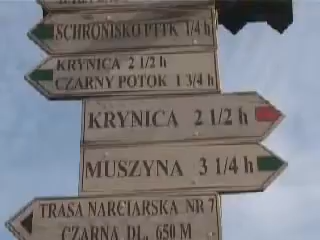 SCHRONISKO PTTK 1/4 h
KRYNICA 2 1/2 h
CZARNY POTOK 1 3/4 h
KRYNICA 2 1/2 h
MUSZYNA 3 1/4 h
TRASA NARCIARSKA NR 7
CZARNA DŁ. 650 M